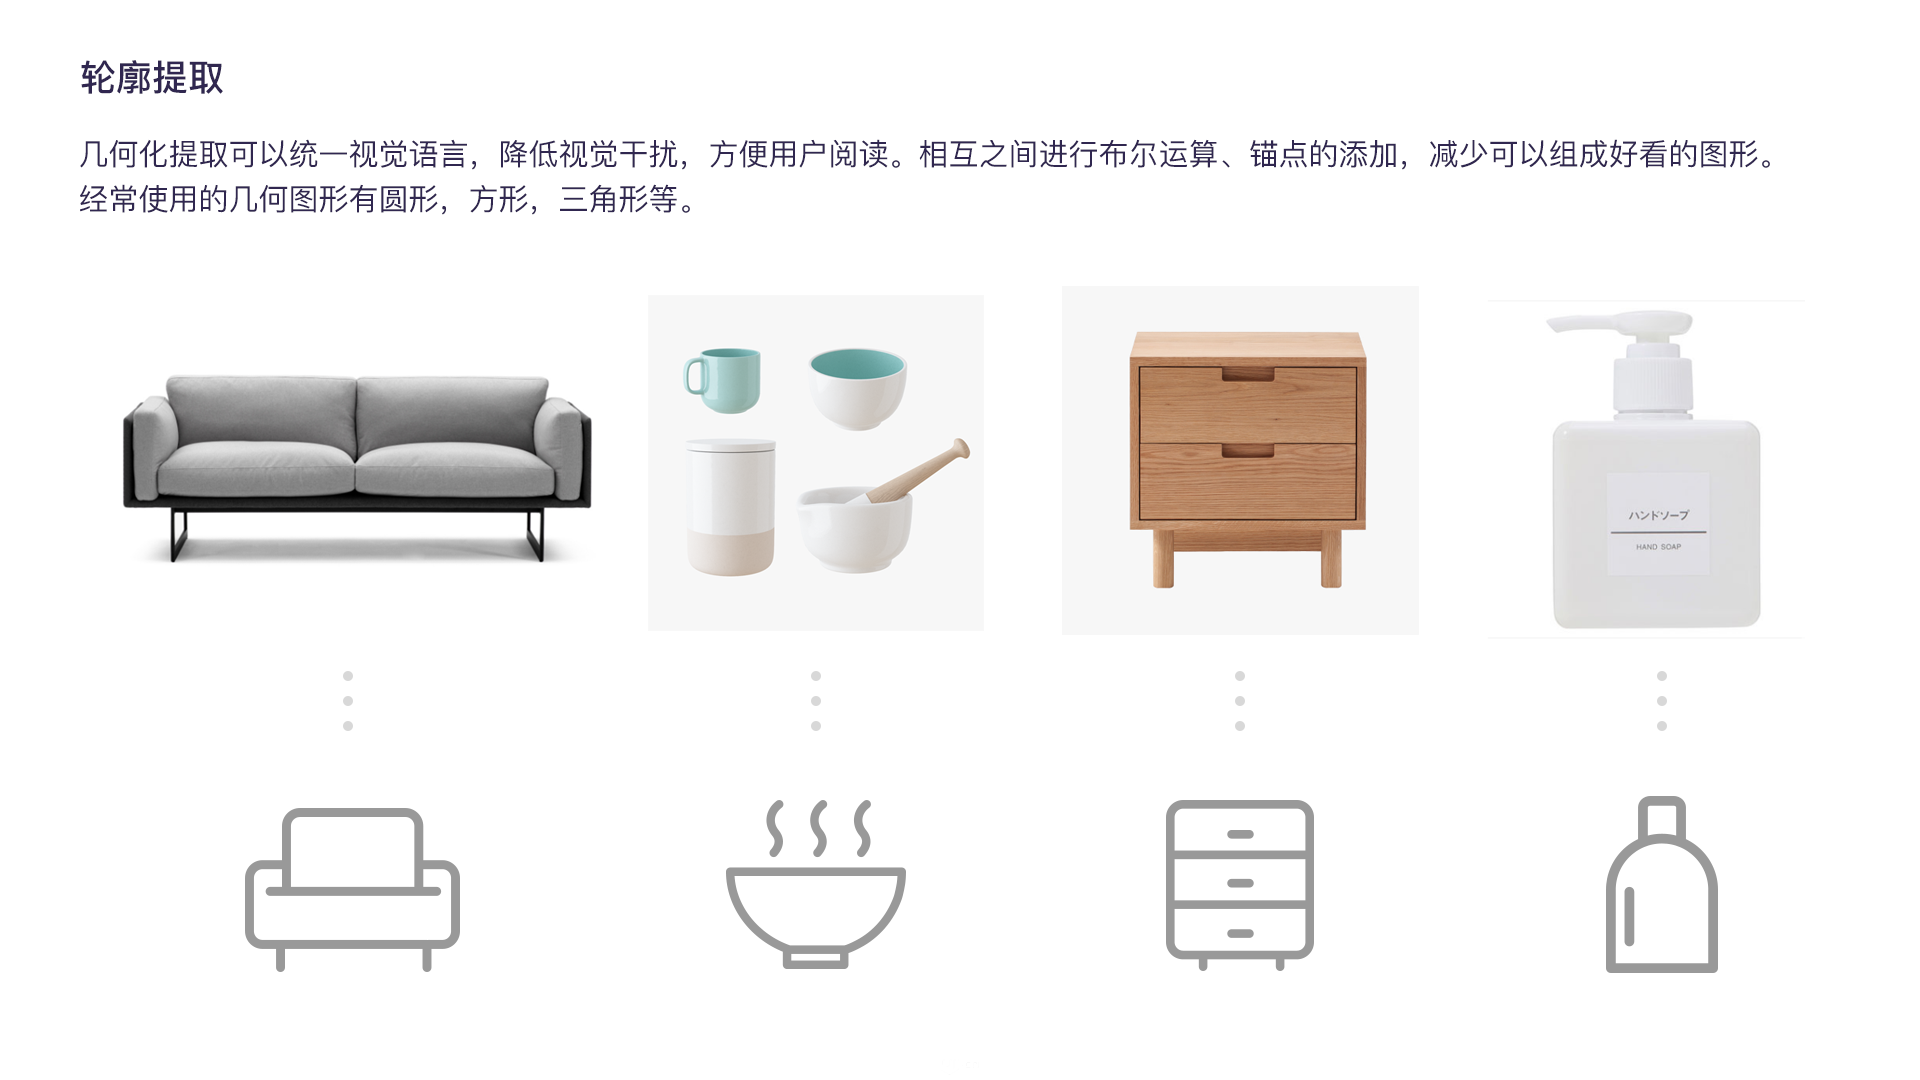 轮廓提取
几何化提取可以统一视觉语言，降低视觉干扰，方便用户阅读。相互之间进行布尔运算、锚点的添加，减少可以组成好看的图形。
经常使用的几何图形有圆形，方形，三角形等。
ハンドソープ
HAND SOAP